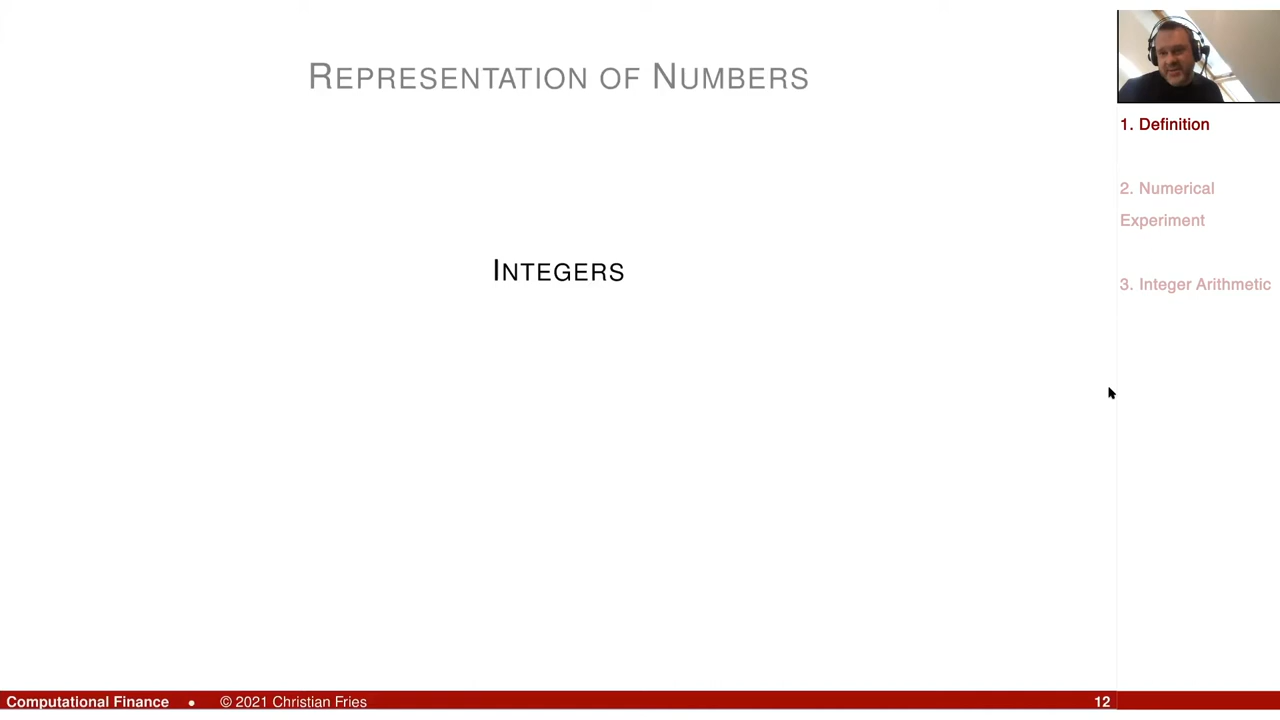 REPRESENTATION OF NUMBERS
INTEGERS
1. Definition
2. Numerical
Experiment
3. Integer Arithmetic
Computational Finance • © 2021 Christian Fries 12